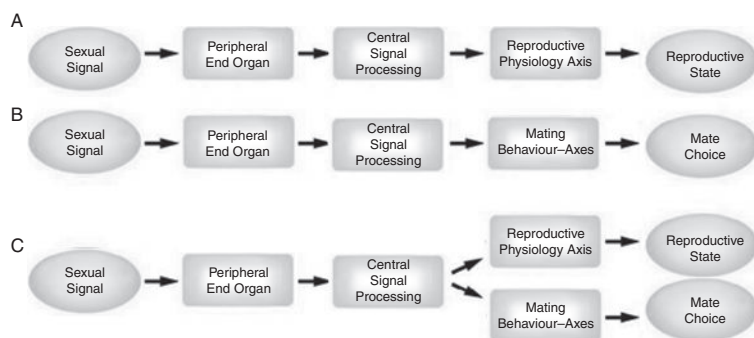 A
Sexual
Signal
Peripheral
End Organ
Central
Signal
Processing
Reproductive
Physiology Axis
Reproductive
State
B
Sexual
Signal
Peripheral
End Organ
Central
Signal
Processing
Mating
Behaviour–Axes
Mate
Choice
C
Sexual
Signal
Peripheral
End Organ
Central
Signal
Processing
Reproductive
Physiology Axis
Reproductive
State
Mating
Behaviour–Axes
Mate
Choice